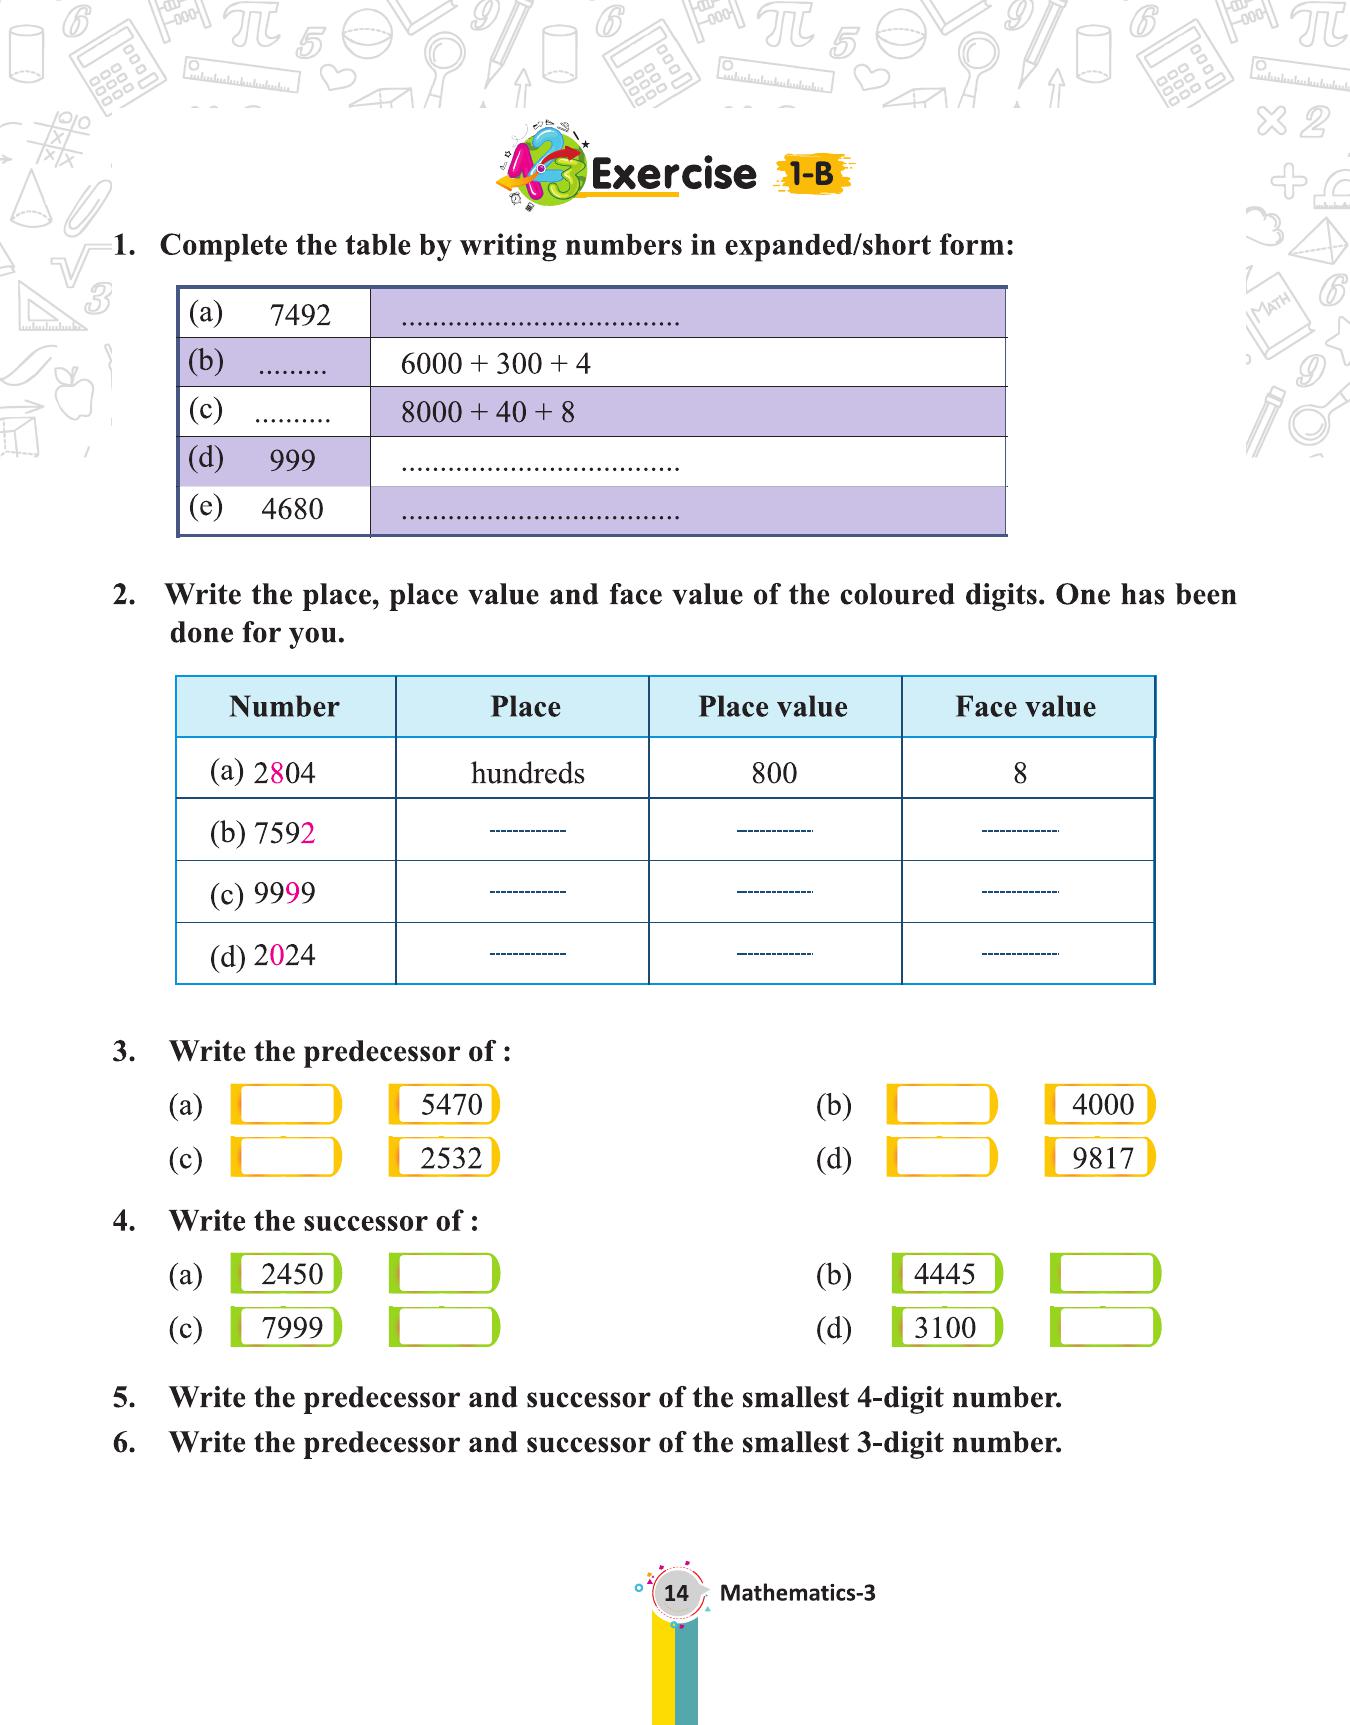 Exercise 1-B
1. Complete the table by writing numbers in expanded/short form:
(a) 7492 ....................................
(b) ......... 6000 + 300 + 4
(c) .......... 8000 + 40 + 8
(d) 999 ....................................
(e) 4680 ....................................
2. Write the place, place value and face value of the coloured digits. One has been
done for you.
Number Place Place value Face value
(a) 2804 hundreds 800 8
(b) 7592 ------------- ------------- -------------
(c) 9999 ------------- ------------- -------------
(d) 2024 ------------- ------------- -------------
3. Write the predecessor of :
(a) 5470 (b) 4000
(c) 2532 (d) 9817
4. Write the successor of :
(a) 2450 (b) 4445
(c) 7999 (d) 3100
5. Write the predecessor and successor of the smallest 4-digit number.
6. Write the predecessor and successor of the smallest 3-digit number.
14 Mathematics-3